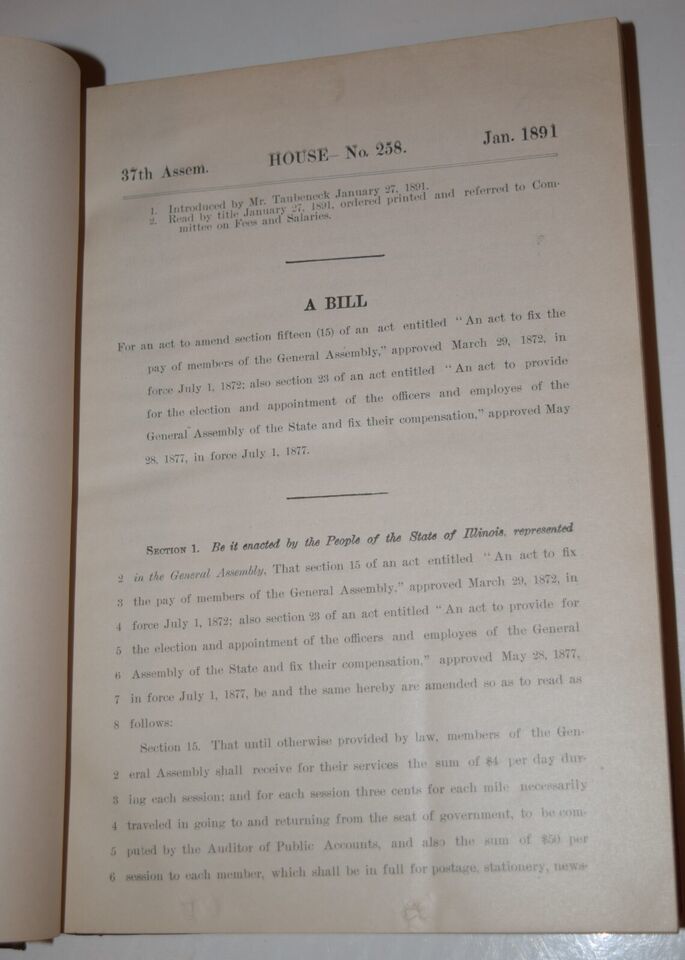 37th Assem. HOUSE– No. 258. Jan. 1891
1. Introduced by Mr. Taubeneck January 27, 1891.
2. Read by title January 27, 1891, ordered printed and referred to Com-
mittee on Fees and Salaries.
A BILL
For an act to amend section fifteen (15) of an act entitled "An act to fix the
pay of members of the General Assembly," approved March 29, 1872, in
force July 1, 1872; also section 23 of an act entitled "An act to provide
for the election and appointment of the officers and employes of the
General Assembly of the State and fix their compensation," approved May
28, 1877, in force July 1, 1877.
SECTION 1. Be it enacted by the People of the State of Illinois, represented
2 in the General Assembly, That section 15 of an act entitled "An act to fix
3 the pay of members of the General Assembly," approved March 29, 1872, in
4 force July 1, 1872; also section 23 of an act entitled "An act to provide for
5 the election and appointment of the officers and employes of the General
6 Assembly of the State and fix their compensation," approved May 28, 1877,
7 in force July 1, 1877, be and the same hereby are amended so as to read as
8 follows:
Section 15. That until otherwise provided by law, members of the Gen-
2 eral Assembly shall receive for their services the sum of $4 per day dur-
3 ing each session; and for each session three cents for each mile necessarily
4 traveled in going to and returning from the seat of government, to be com-
5 puted by the Auditor of Public Accounts, and also the sum of $50 per
6 session to each member, which shall be in full for postage, stationery, news-